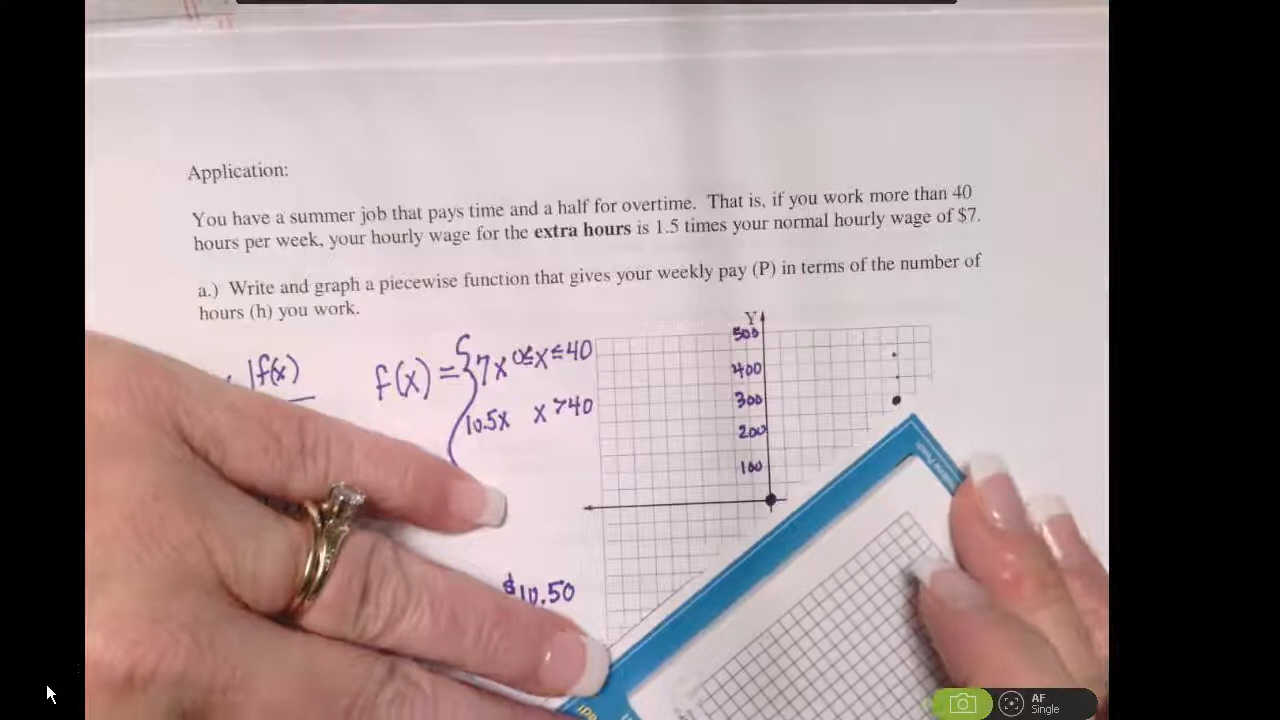 Application:
You have a summer job that pays time and a half for overtime. That is, if you work more than 40
hours per week, your hourly wage for the extra hours is 1.5 times your normal hourly wage of $7.
a.) Write and graph a piecewise function that gives your weekly pay (P) in terms of the number of
hours (h) you work.
f(x)
f(x) = { 7x 0≤x≤40
10.5x x >40
Y
500
400
300
200
100
$10.50
AF
Single